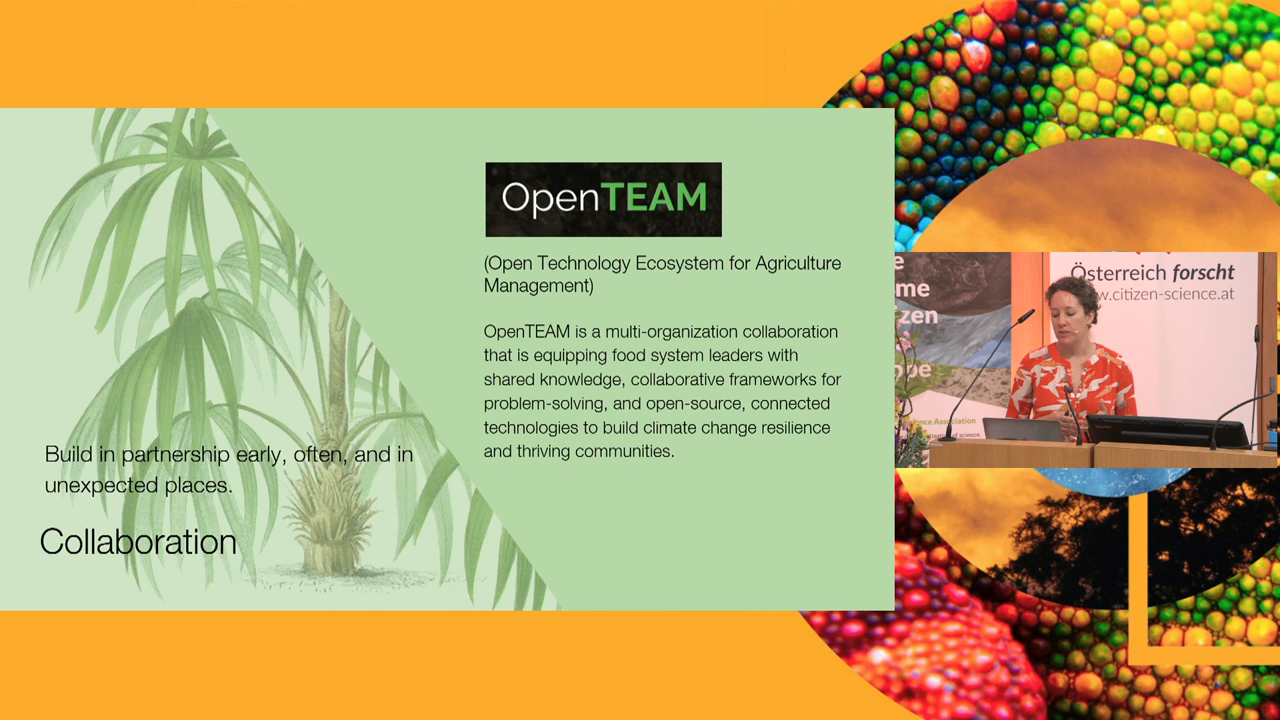 OpenTEAM
(Open Technology Ecosystem for Agriculture
Management)
OpenTEAM is a multi-organization collaboration
that is equipping food system leaders with
shared knowledge, collaborative frameworks for
problem-solving, and open-source, connected
technologies to build climate change resilience
and thriving communities.
Build in partnership early, often, and in
unexpected places.
Collaboration
Österreich forscht
w.citizen-science.at
me
zen